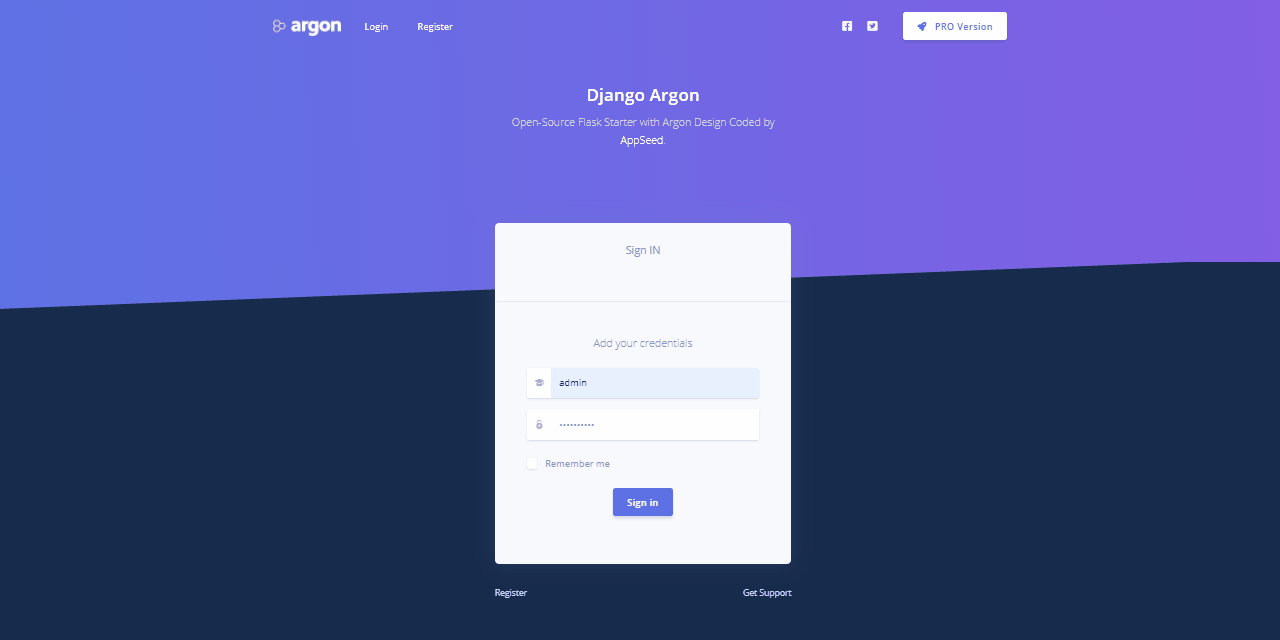 argon Login Register PRO Version
Django Argon
Open-Source Flask Starter with Argon Design Coded by
AppSeed.
Sign IN
Add your credentials
admin
••••••••••
Remember me
Sign in
Register Get Support